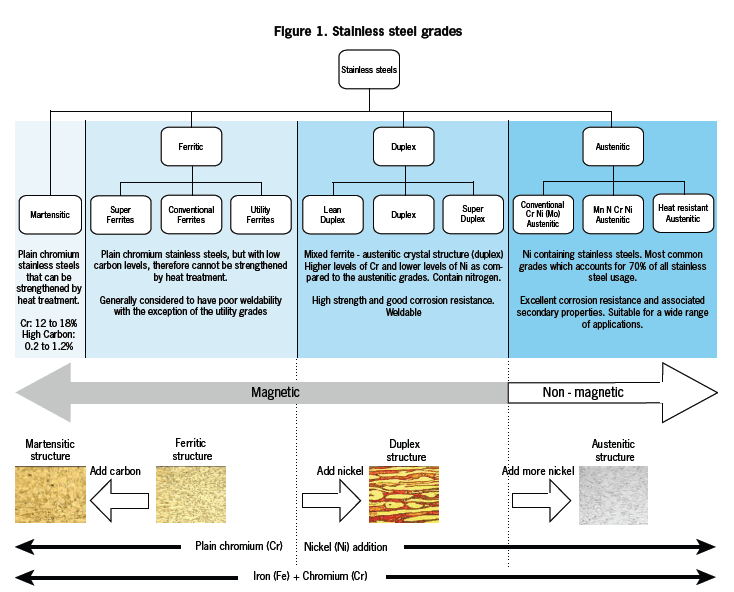 Figure 1. Stainless steel grades
Stainless steels
Ferritic
Duplex
Austenitic
Martensitic
Super
Ferrites
Conventional
Ferrites
Utility
Ferrites
Lean
Duplex
Duplex
Super
Duplex
Conventional
Cr Ni (Mo)
Austenitic
Mn N Cr Ni
Austenitic
Heat resistant
Austenitic
Plain chromium
stainless steels
that can be
strengthened by
heat treatment.
Cr: 12 to 18%
High Carbon:
0.2 to 1.2%
Plain chromium stainless steels, but with low
carbon levels, therefore cannot be strengthened
by heat treatment.
Generally considered to have poor weldability
with the exception of the utility grades
Mixed ferrite - austenitic crystal structure (duplex)
Higher levels of Cr and lower levels of Ni as com-
pared to the austenitic grades. Contain nitrogen.
High strength and good corrosion resistance.
Weldable
Ni containing stainless steels. Most common
grades which accounts for 70% of all stainless
steel usage.
Excellent corrosion resistance and associated
secondary properties. Suitable for a wide range
of applications.
Magnetic
Non - magnetic
Martensitic
structure
Add carbon
Ferritic
structure
Add nickel
Duplex
structure
Add more nickel
Austenitic
structure
Plain chromium (Cr)
Nickel (Ni) addition
Iron (Fe) + Chromium (Cr)